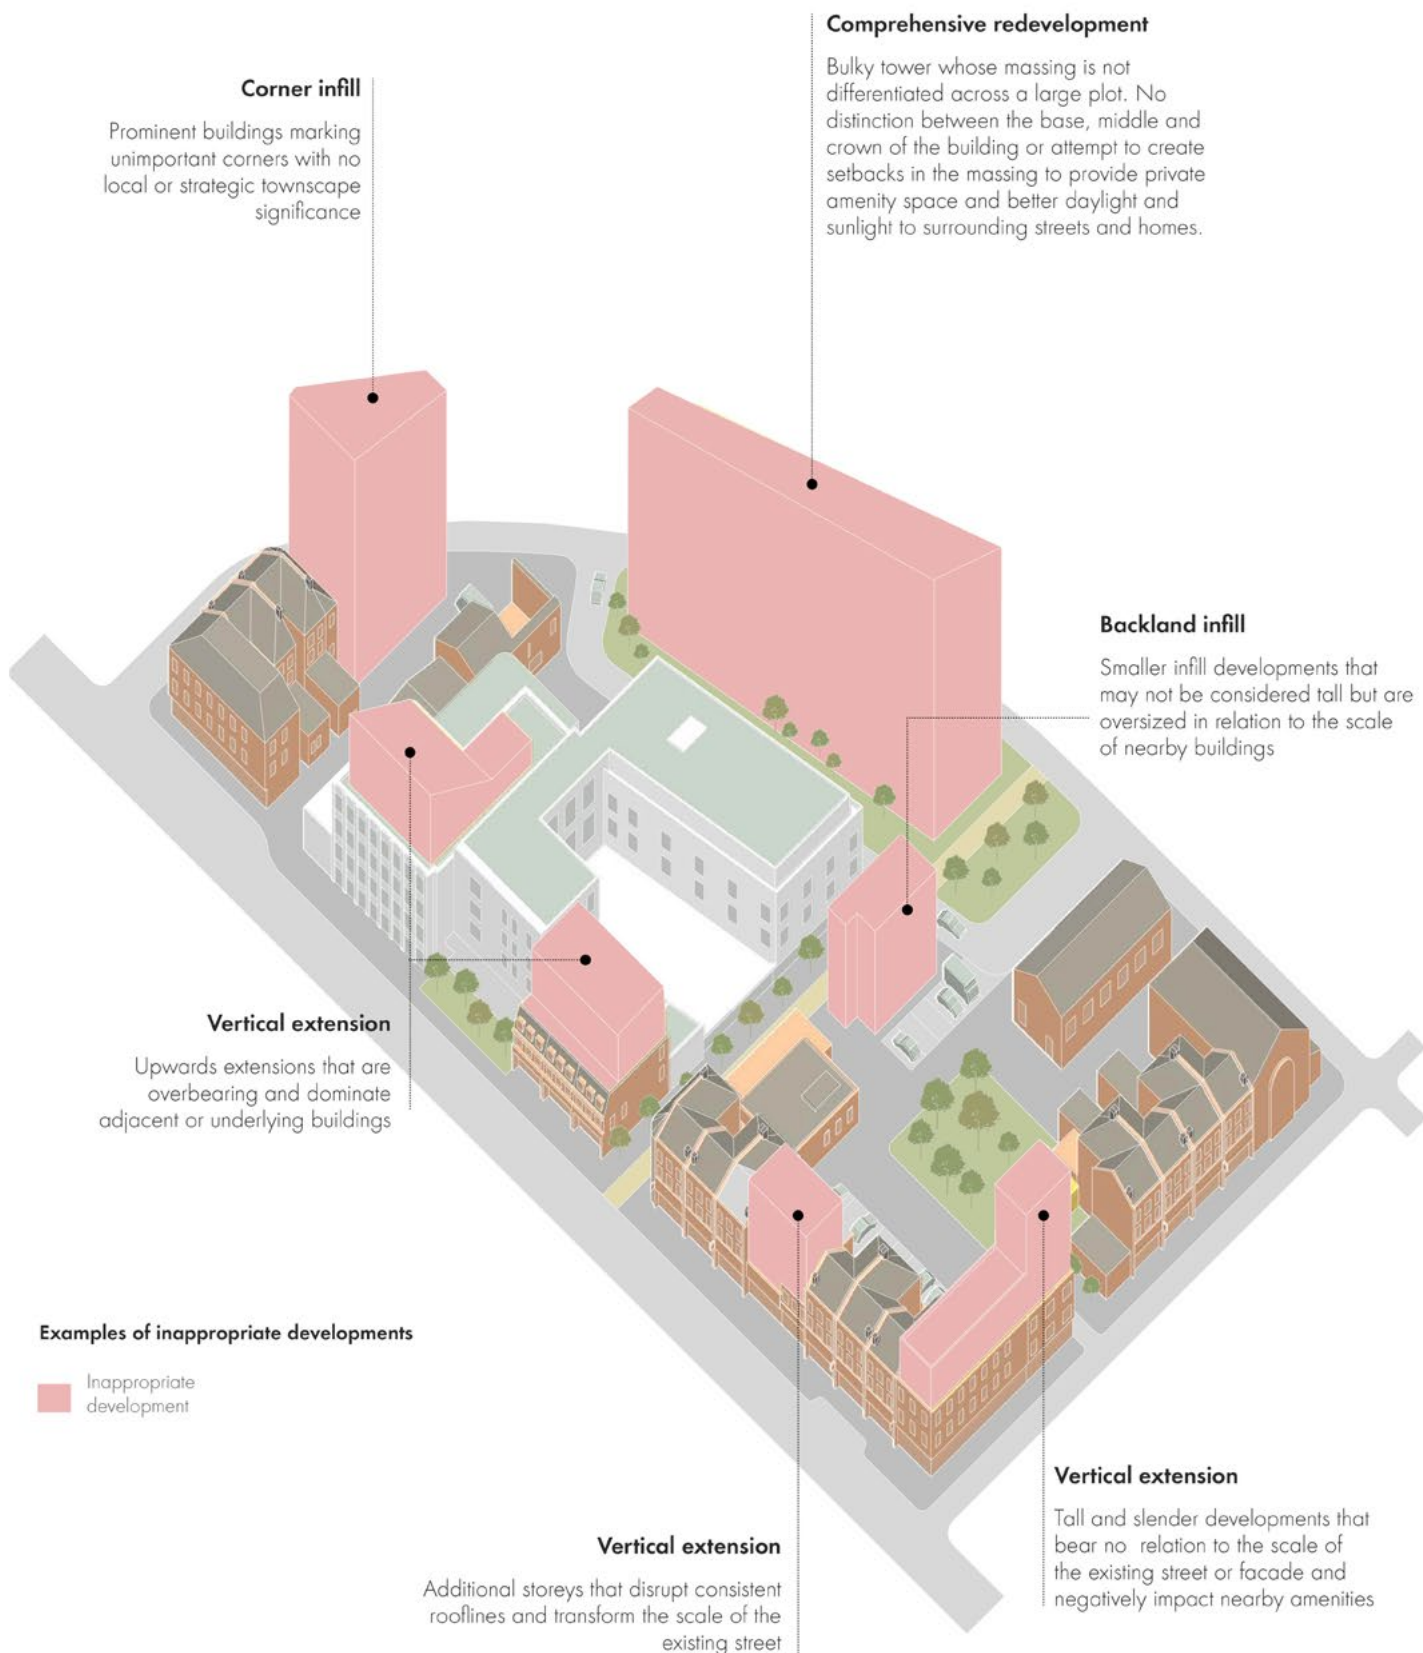 Comprehensive redevelopment
Bulky tower whose massing is not
differentiated across a large plot. No
distinction between the base, middle and
crown of the building or attempt to create
setbacks in the massing to provide private
amenity space and better daylight and
sunlight to surrounding streets and homes.
Corner infill
Prominent buildings marking
unimportant corners with no
local or strategic townscape
significance
Backland infill
Smaller infill developments that
may not be considered tall but are
oversized in relation to the scale
of nearby buildings
Vertical extension
Upwards extensions that are
overbearing and dominate
adjacent or underlying buildings
Examples of inappropriate developments
Inappropriate
development
Vertical extension
Tall and slender developments that
bear no relation to the scale of
the existing street or facade and
negatively impact nearby amenities
Vertical extension
Additional storeys that disrupt consistent
rooflines and transform the scale of the
existing street